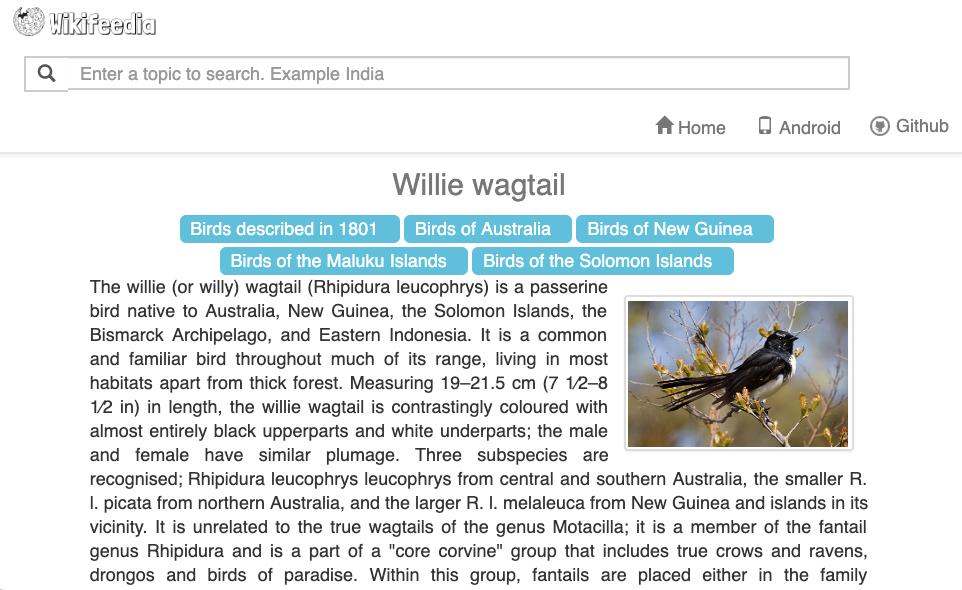 Wikifeedia
Enter a topic to search. Example India
Home Android Github
Willie wagtail
Birds described in 1801 Birds of Australia Birds of New Guinea
Birds of the Maluku Islands Birds of the Solomon Islands
The willie (or willy) wagtail (Rhipidura leucophrys) is a passerine
bird native to Australia, New Guinea, the Solomon Islands, the
Bismarck Archipelago, and Eastern Indonesia. It is a common
and familiar bird throughout much of its range, living in most
habitats apart from thick forest. Measuring 19–21.5 cm (7 1⁄2–8
1⁄2 in) in length, the willie wagtail is contrastingly coloured with
almost entirely black upperparts and white underparts; the male
and female have similar plumage. Three subspecies are
recognised; Rhipidura leucophrys leucophrys from central and southern Australia, the smaller R.
l. picata from northern Australia, and the larger R. l. melaleuca from New Guinea and islands in its
vicinity. It is unrelated to the true wagtails of the genus Motacilla; it is a member of the fantail
genus Rhipidura and is a part of a "core corvine" group that includes true crows and ravens,
drongos and birds of paradise. Within this group, fantails are placed either in the family